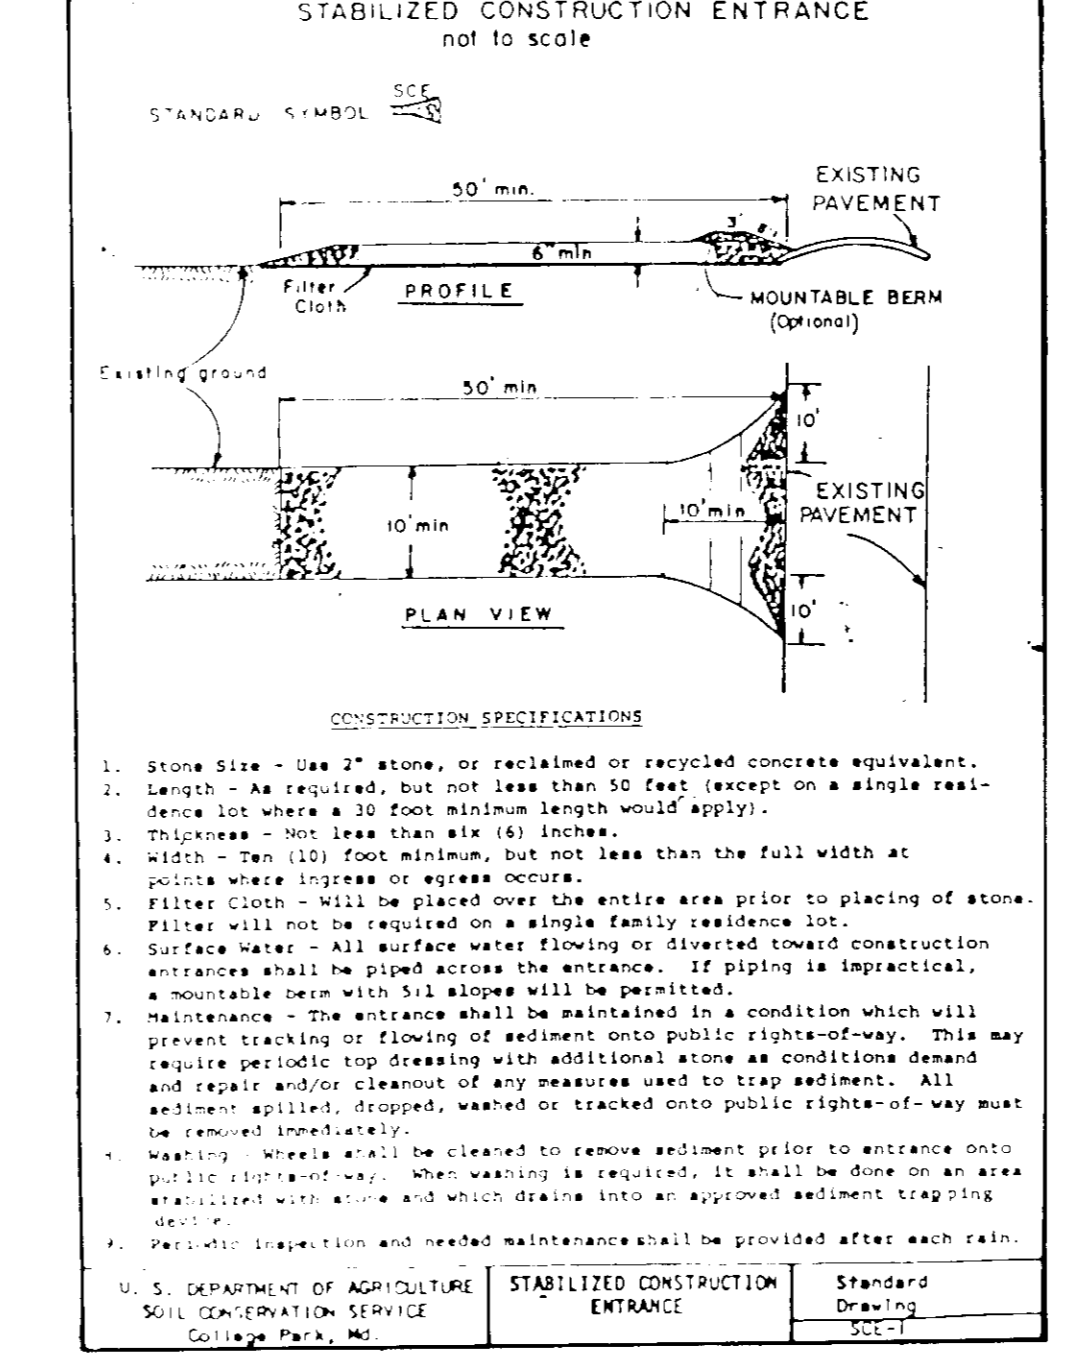 STABILIZED CONSTRUCTION ENTRANCE
not to scale
SCE
STANDARD SYMBOL
50' min.
EXISTING
PAVEMENT
3'
6" min
Filter
Cloth
PROFILE
MOUNTABLE BERM
(Optional)
Existing ground
50' min
10'
10' min
10' min
EXISTING
PAVEMENT
10'
PLAN VIEW
CONSTRUCTION SPECIFICATIONS
1. Stone Size - Use 2" stone, or reclaimed or recycled concrete equivalent.
2. Length - As required, but not less than 50 feet (except on a single resi-
dence lot where a 30 foot minimum length would apply).
3. Thickness - Not less than six (6) inches.
4. Width - Ten (10) foot minimum, but not less than the full width at
points where ingress or egress occurs.
5. Filter Cloth - Will be placed over the entire area prior to placing of stone.
Filter will not be required on a single family residence lot.
6. Surface Water - All surface water flowing or diverted toward construction
entrances shall be piped across the entrance. If piping is impractical,
a mountable berm with 5:1 slopes will be permitted.
7. Maintenance - The entrance shall be maintained in a condition which will
prevent tracking or flowing of sediment onto public rights-of-way. This may
require periodic top dressing with additional stone as conditions demand
and repair and/or cleanout of any measures used to trap sediment. All
sediment spilled, dropped, washed or tracked onto public rights-of-way must
be removed immediately.
Washing - Wheels shall be cleaned to remove sediment prior to entrance onto
public rights-of-way. When washing is required, it shall be done on an area
stabilized with stone and which drains into an approved sediment trapping
device.
9. Periodic inspection and needed maintenance shall be provided after each rain.
U. S. DEPARTMENT OF AGRICULTURE
SOIL CONSERVATION SERVICE
College Park, Md.
STABILIZED CONSTRUCTION
ENTRANCE
Standard
Drawing
SCE-1